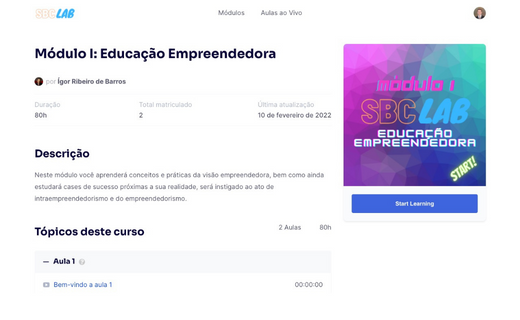 SBC LAB
Módulos Aulas ao Vivo
Módulo I: Educação Empreendedora
por Ígor Ribeiro de Barros
Duração Total matriculado Última atualização
80h 2 10 de fevereiro de 2022
Descrição
Neste módulo você aprenderá conceitos e práticas da visão empreendedora, bem como ainda
estudará cases de sucesso próximas a sua realidade, será instigado ao ato de
intraempreendedorismo e do empreendedorismo.
Tópicos deste curso 2 Aulas 80h
Aula 1
Bem-vindo a aula 1 00:00:00
módulo I
SBC LAB
EDUCAÇÃO
EMPREENDEDORA
START!
Start Learning